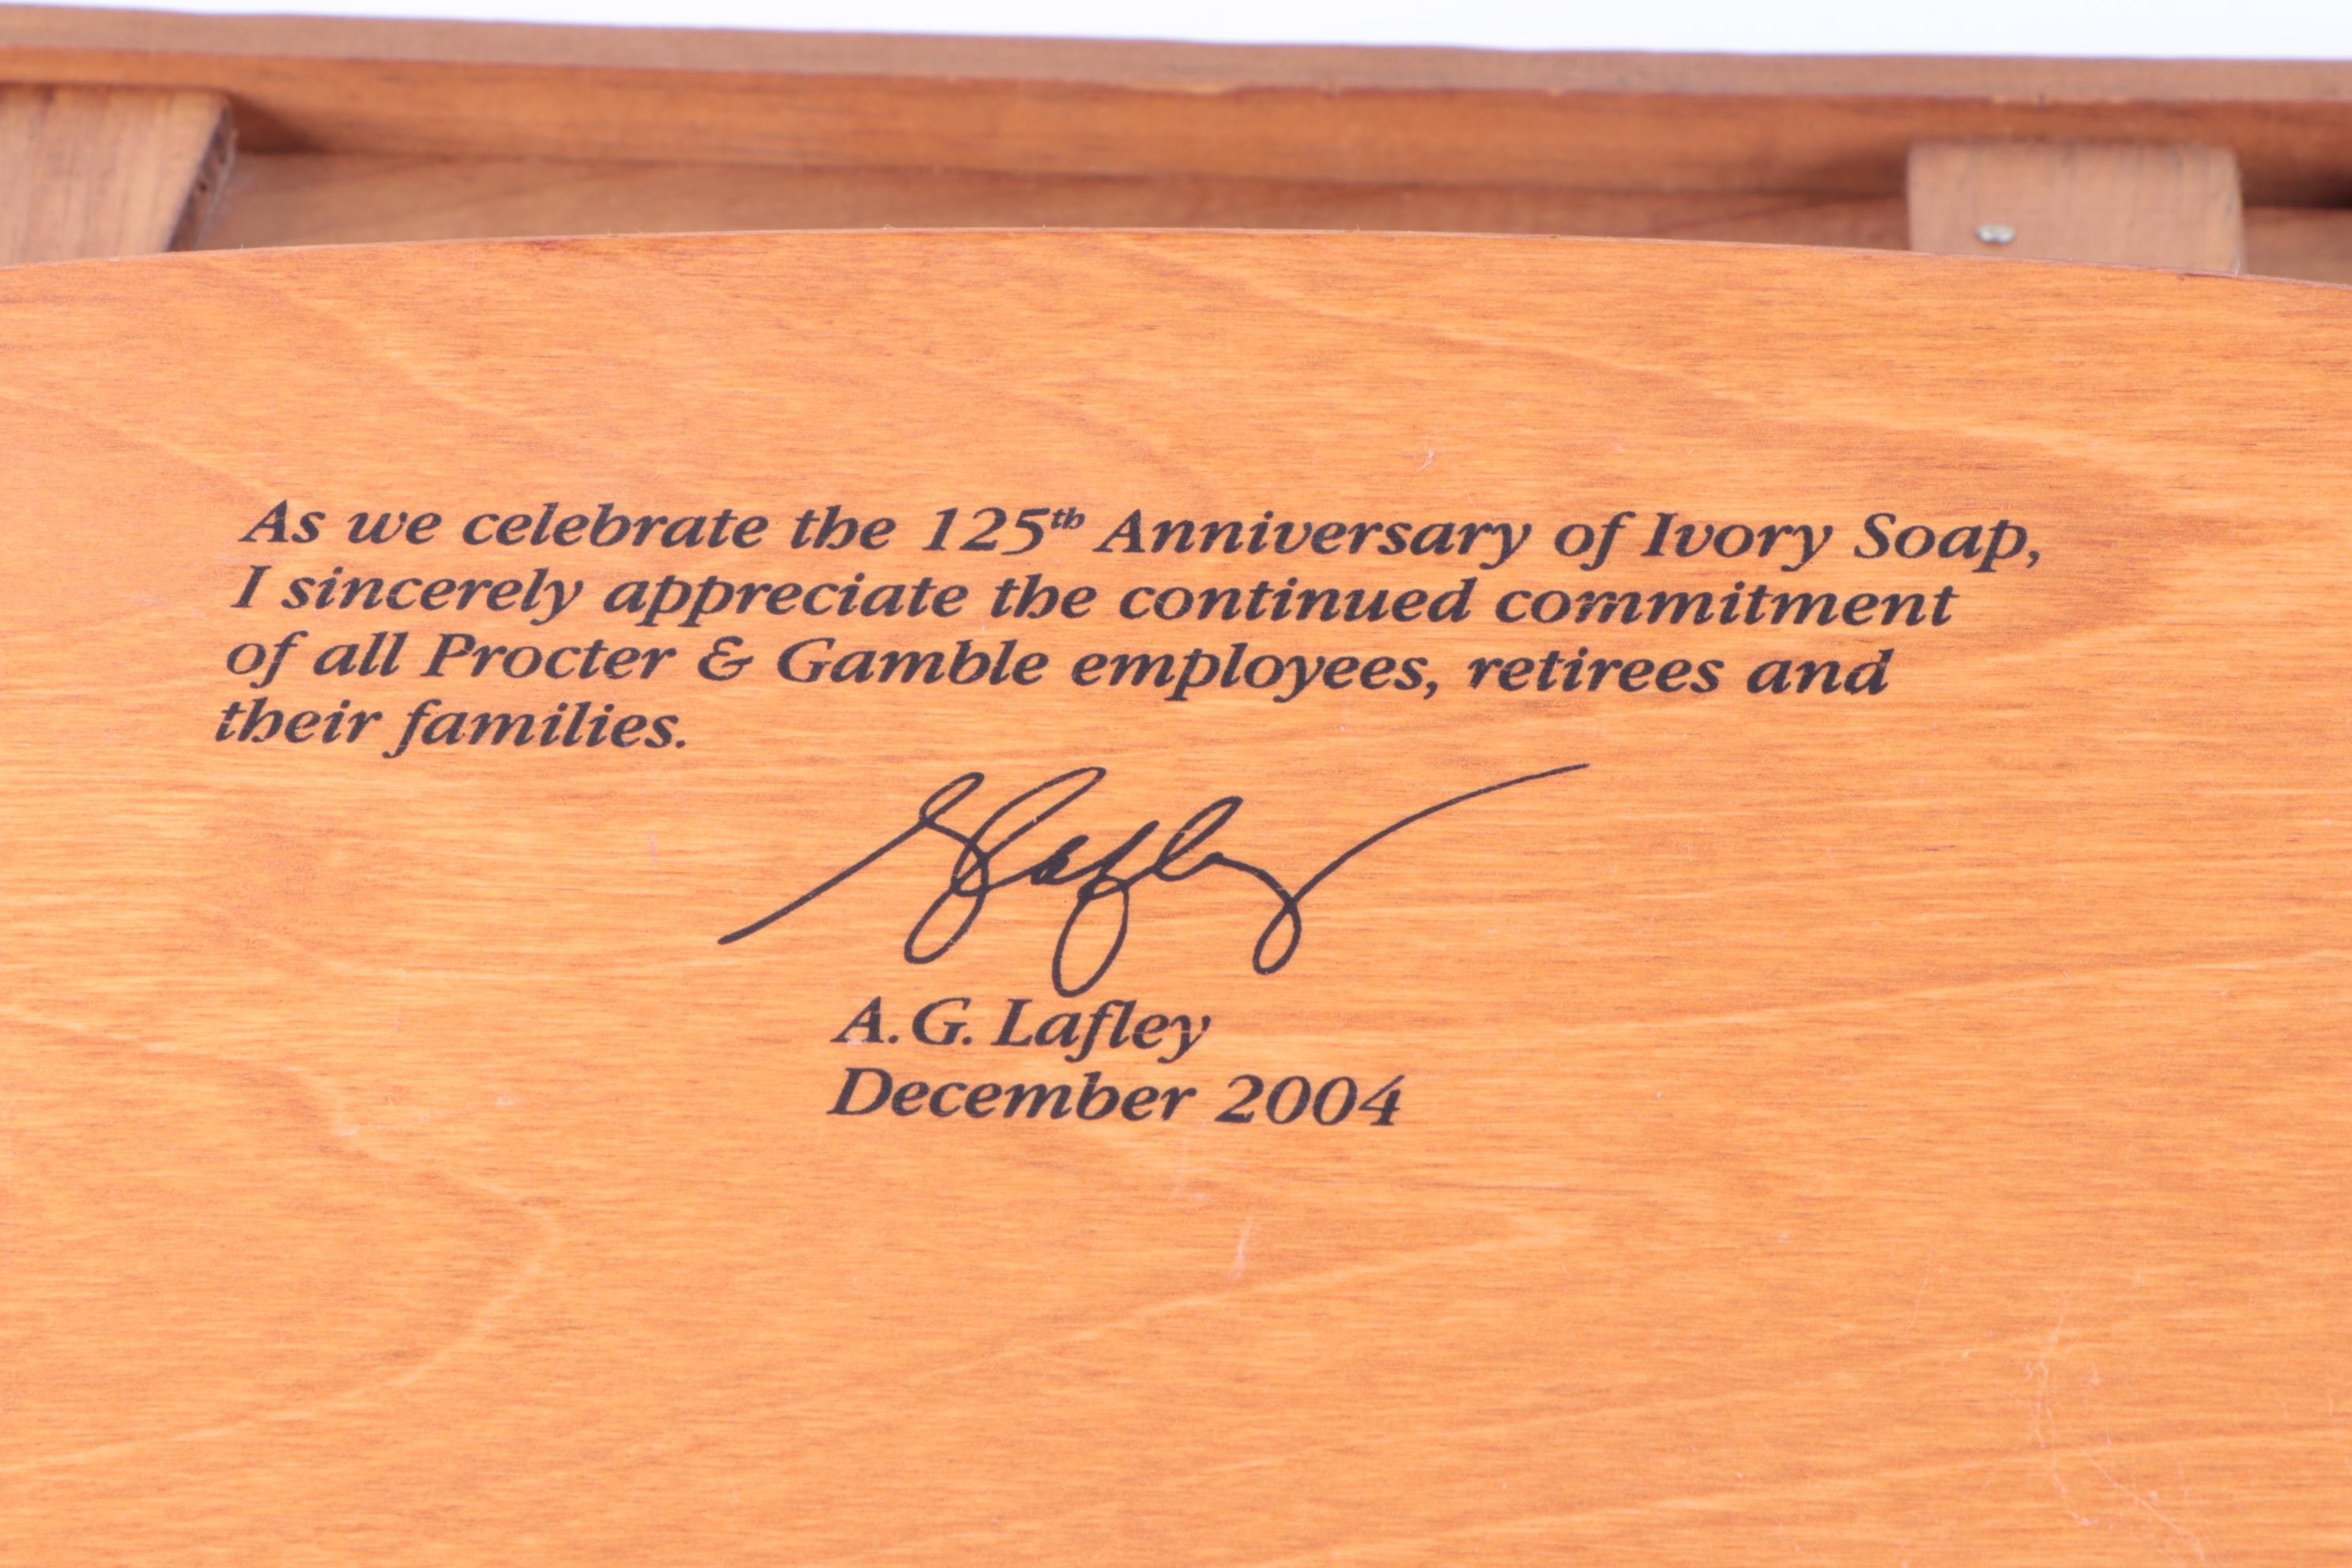 As we celebrate the 125th Anniversary of Ivory Soap,
I sincerely appreciate the continued commitment
of all Procter & Gamble employees, retirees and
their families.
A.G. Lafley
A.G. Lafley
December 2004